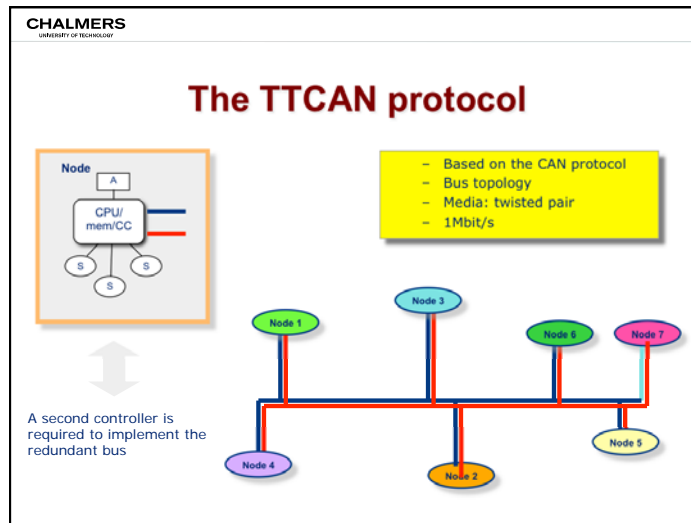 CHALMERS
UNIVERSITY OF TECHNOLOGY
The TTCAN protocol
Node
A
CPU/
mem/CC
S
S
S
– Based on the CAN protocol
– Bus topology
– Media: twisted pair
– 1Mbit/s
A second controller is
required to implement the
redundant bus
Node 1
Node 3
Node 6
Node 7
Node 4
Node 2
Node 5